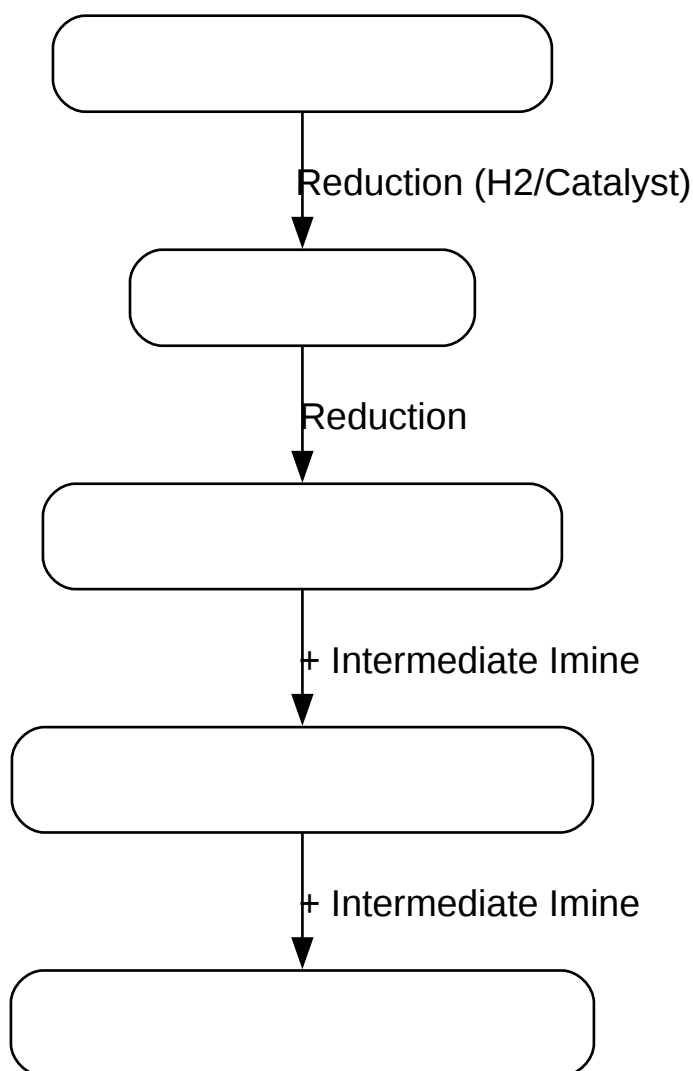 Reduction (H2/Catalyst)
Reduction
+ Intermediate Imine
+ Intermediate Imine